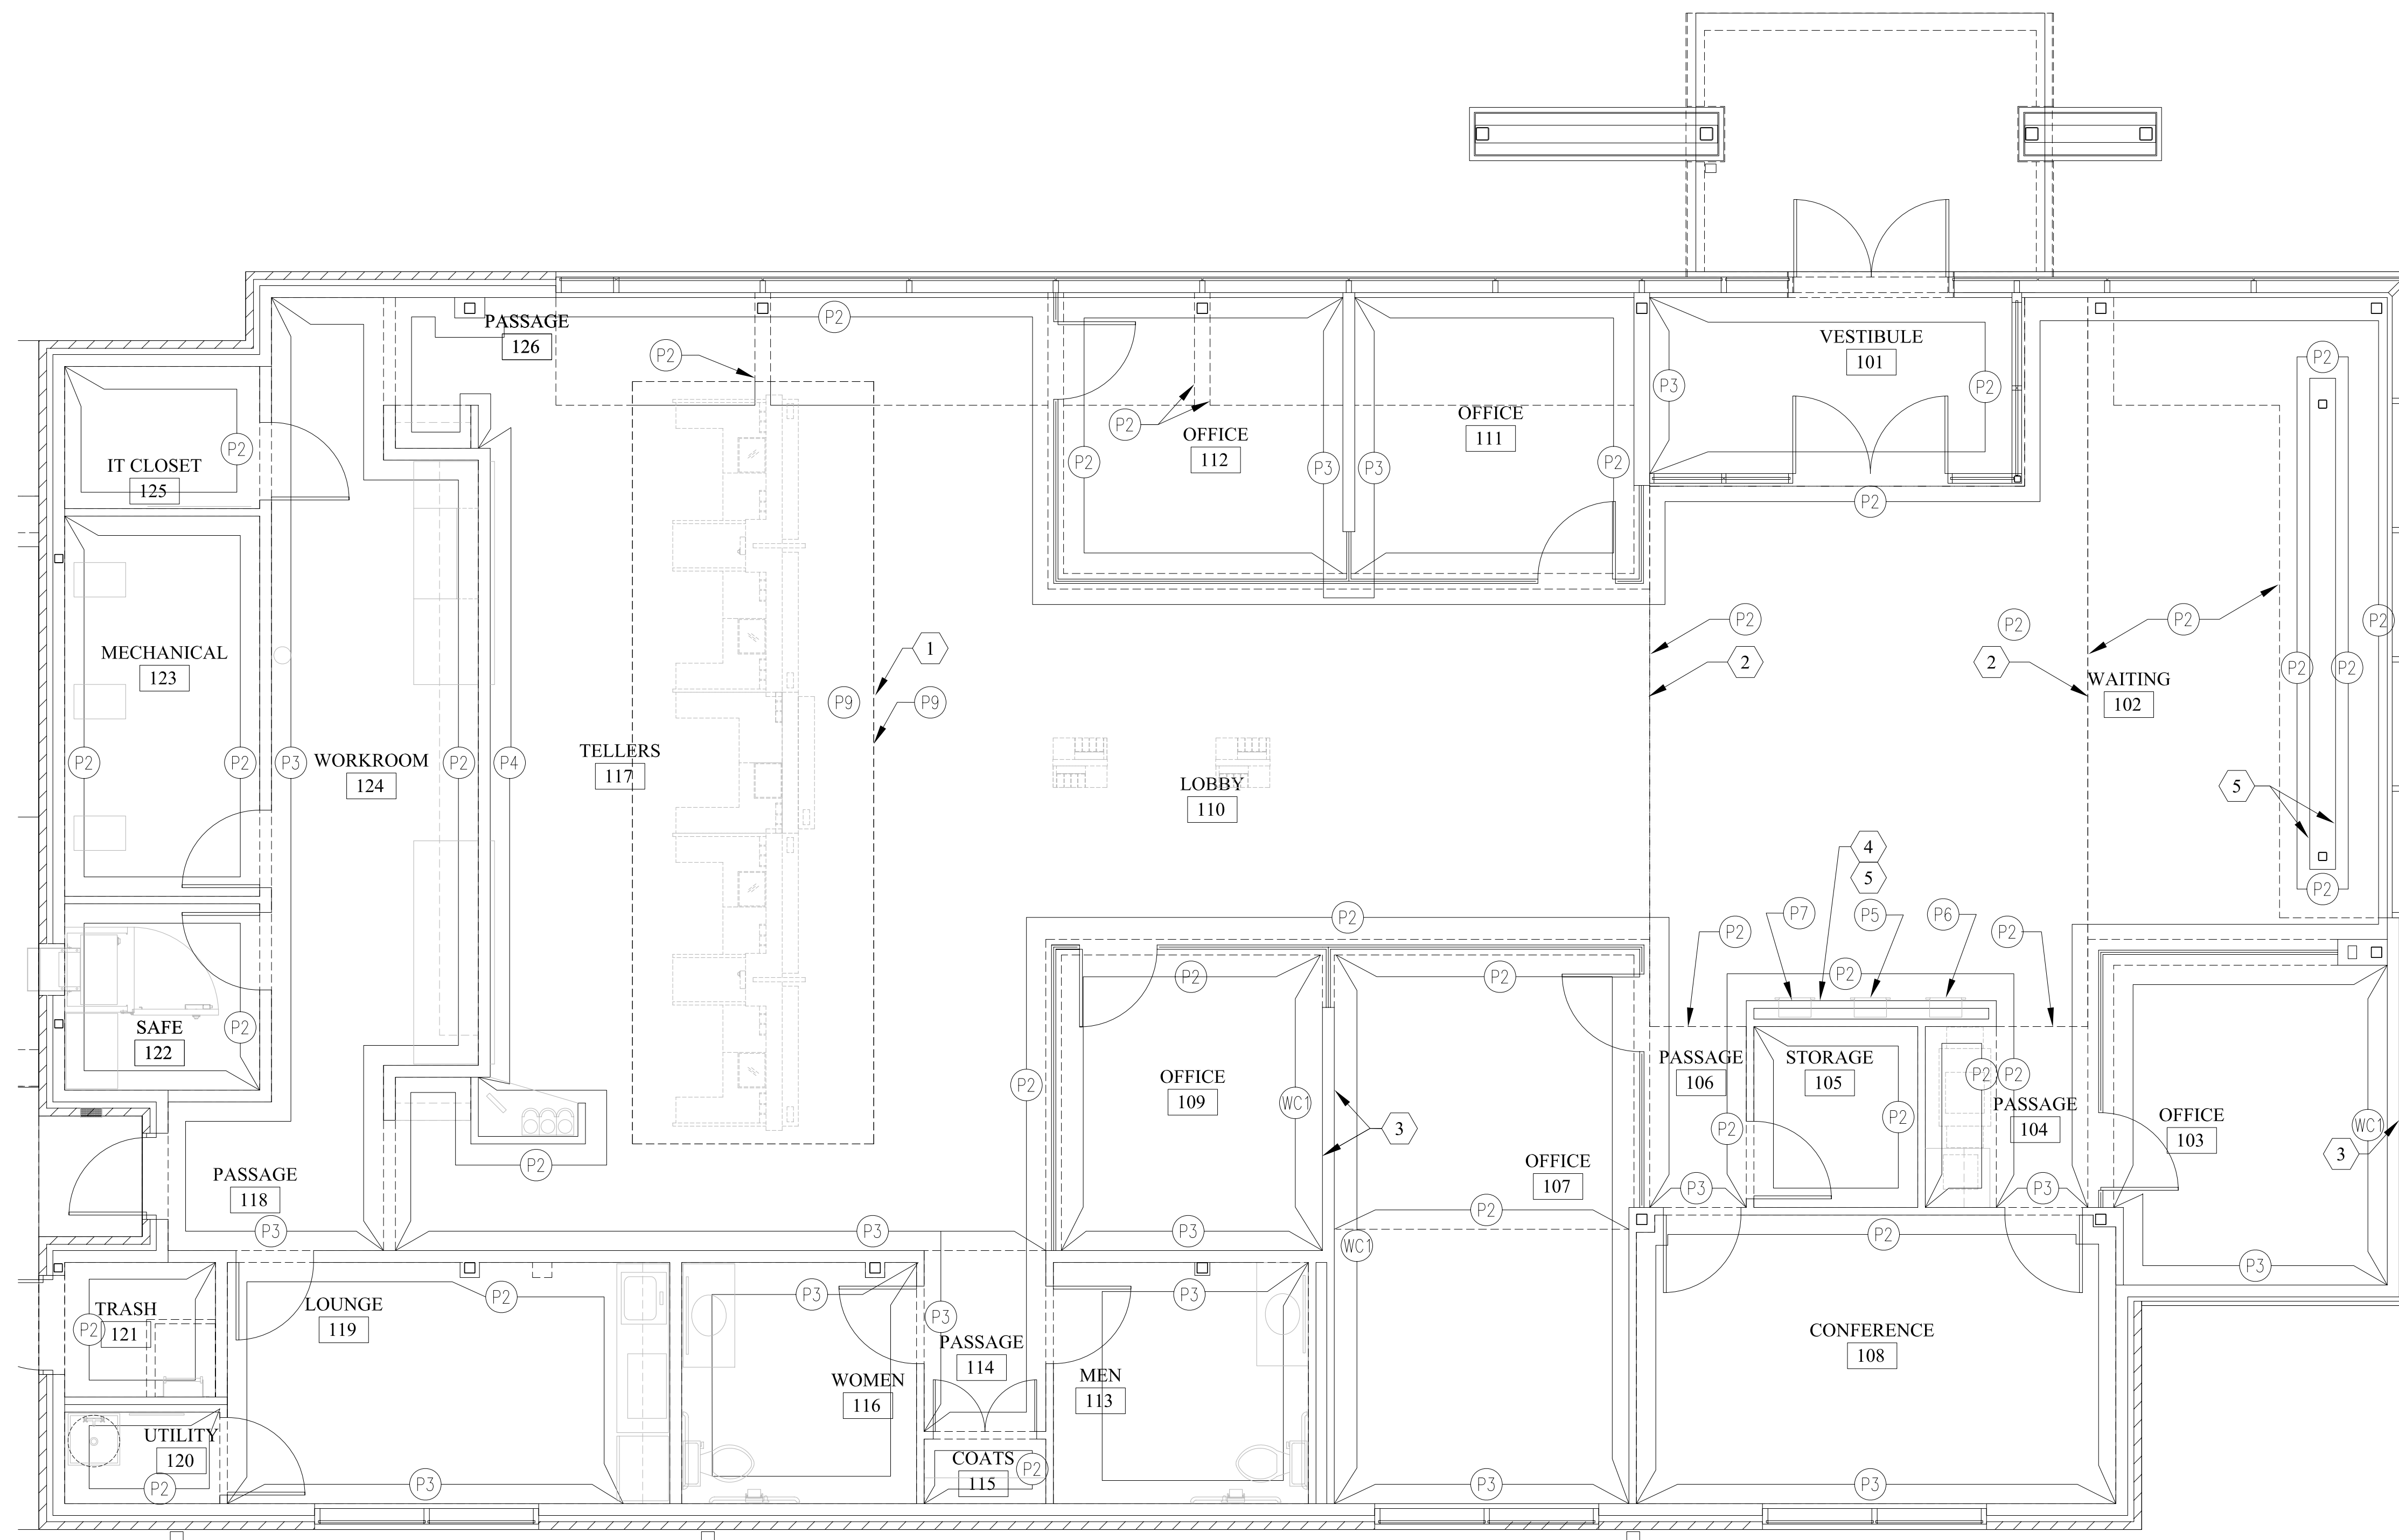 PASSAGE
126
P2
P2
VESTIBULE
101
P3
P2
P2
P2
IT CLOSET
125
P2
OFFICE
112
P2
P2
P3
OFFICE
111
P3
P2
P2
MECHANICAL
123
P2
P2
P3
WORKROOM
124
P2
P4
TELLERS
117
1
P9
P9
LOBBY
110
P2
2
P2
2
P2
WAITING
102
P2
P2
P2
P2
5
4
5
P7
P5
P6
P2
P2
P2
P2
SAFE
122
P2
P2
OFFICE
109
P2
WC1
P3
3
P2
OFFICE
107
P2
WC1
P3
PASSAGE
106
P2
P3
STORAGE
105
P2
P2
P2
PASSAGE
104
P3
OFFICE
103
WC1
3
P3
PASSAGE
118
P3
P2
P3
TRASH
121
P2
LOUNGE
119
P2
P3
UTILITY
120
P2
WOMEN
116
P3
P3
PASSAGE
114
COATS
115
P2
MEN
113
P3
CONFERENCE
108
P2
P3